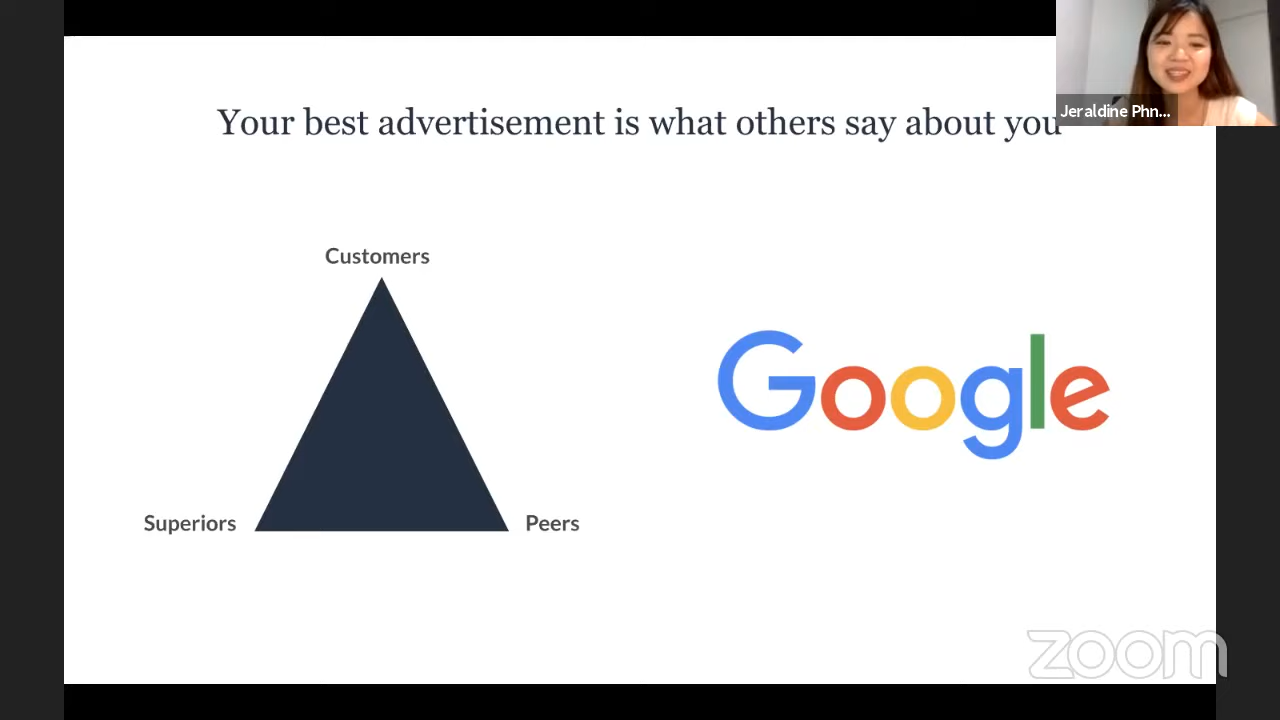 Your best advertisement is what others say about you
Jeraldine Phn...
Customers
Google
Superiors
Peers
zoom